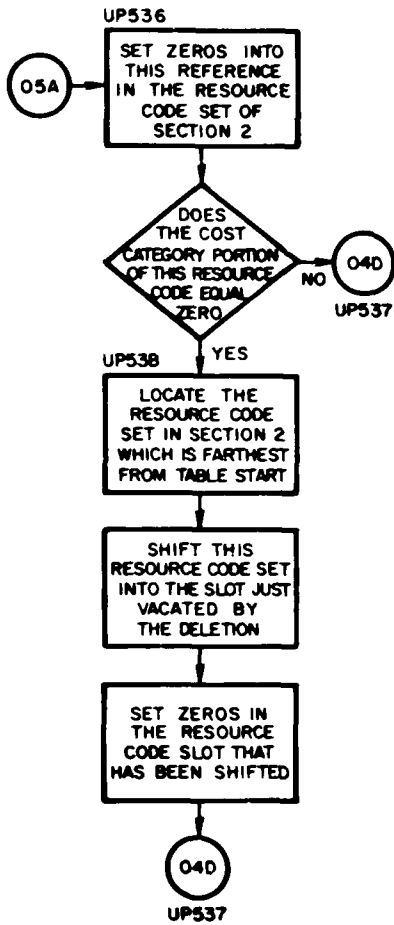 UP536
05A
SET ZEROS INTO
THIS REFERENCE
IN THE RESOURCE
CODE SET OF
SECTION 2
DOES
THE COST
CATEGORY PORTION
OF THIS RESOURCE
CODE EQUAL
ZERO
NO
04D
UP537
YES
UP538
LOCATE THE
RESOURCE CODE
SET IN SECTION 2
WHICH IS FARTHEST
FROM TABLE START
SHIFT THIS
RESOURCE CODE SET
INTO THE SLOT JUST
VACATED BY
THE DELETION
SET ZEROS IN
THE RESOURCE
CODE SLOT THAT
HAS BEEN SHIFTED
04D
UP537